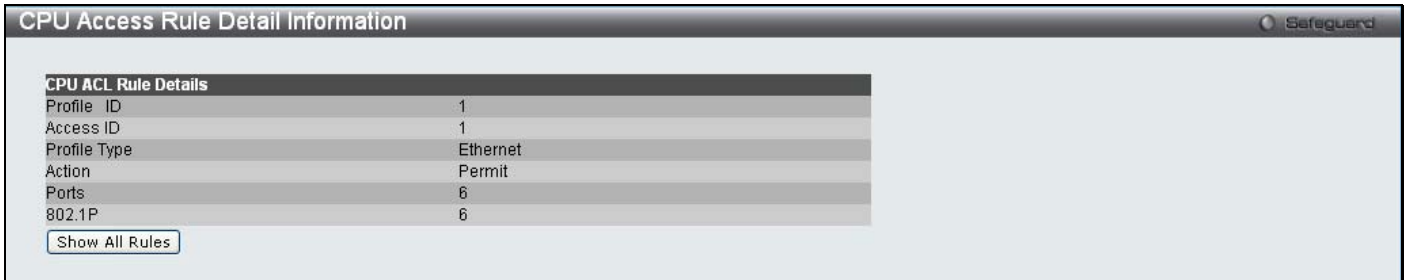 CPU Access Rule Detail Information
Safeguard
CPU ACL Rule Details
Profile ID 1
Access ID 1
Profile Type Ethernet
Action Permit
Ports 6
802.1P 6
Show All Rules